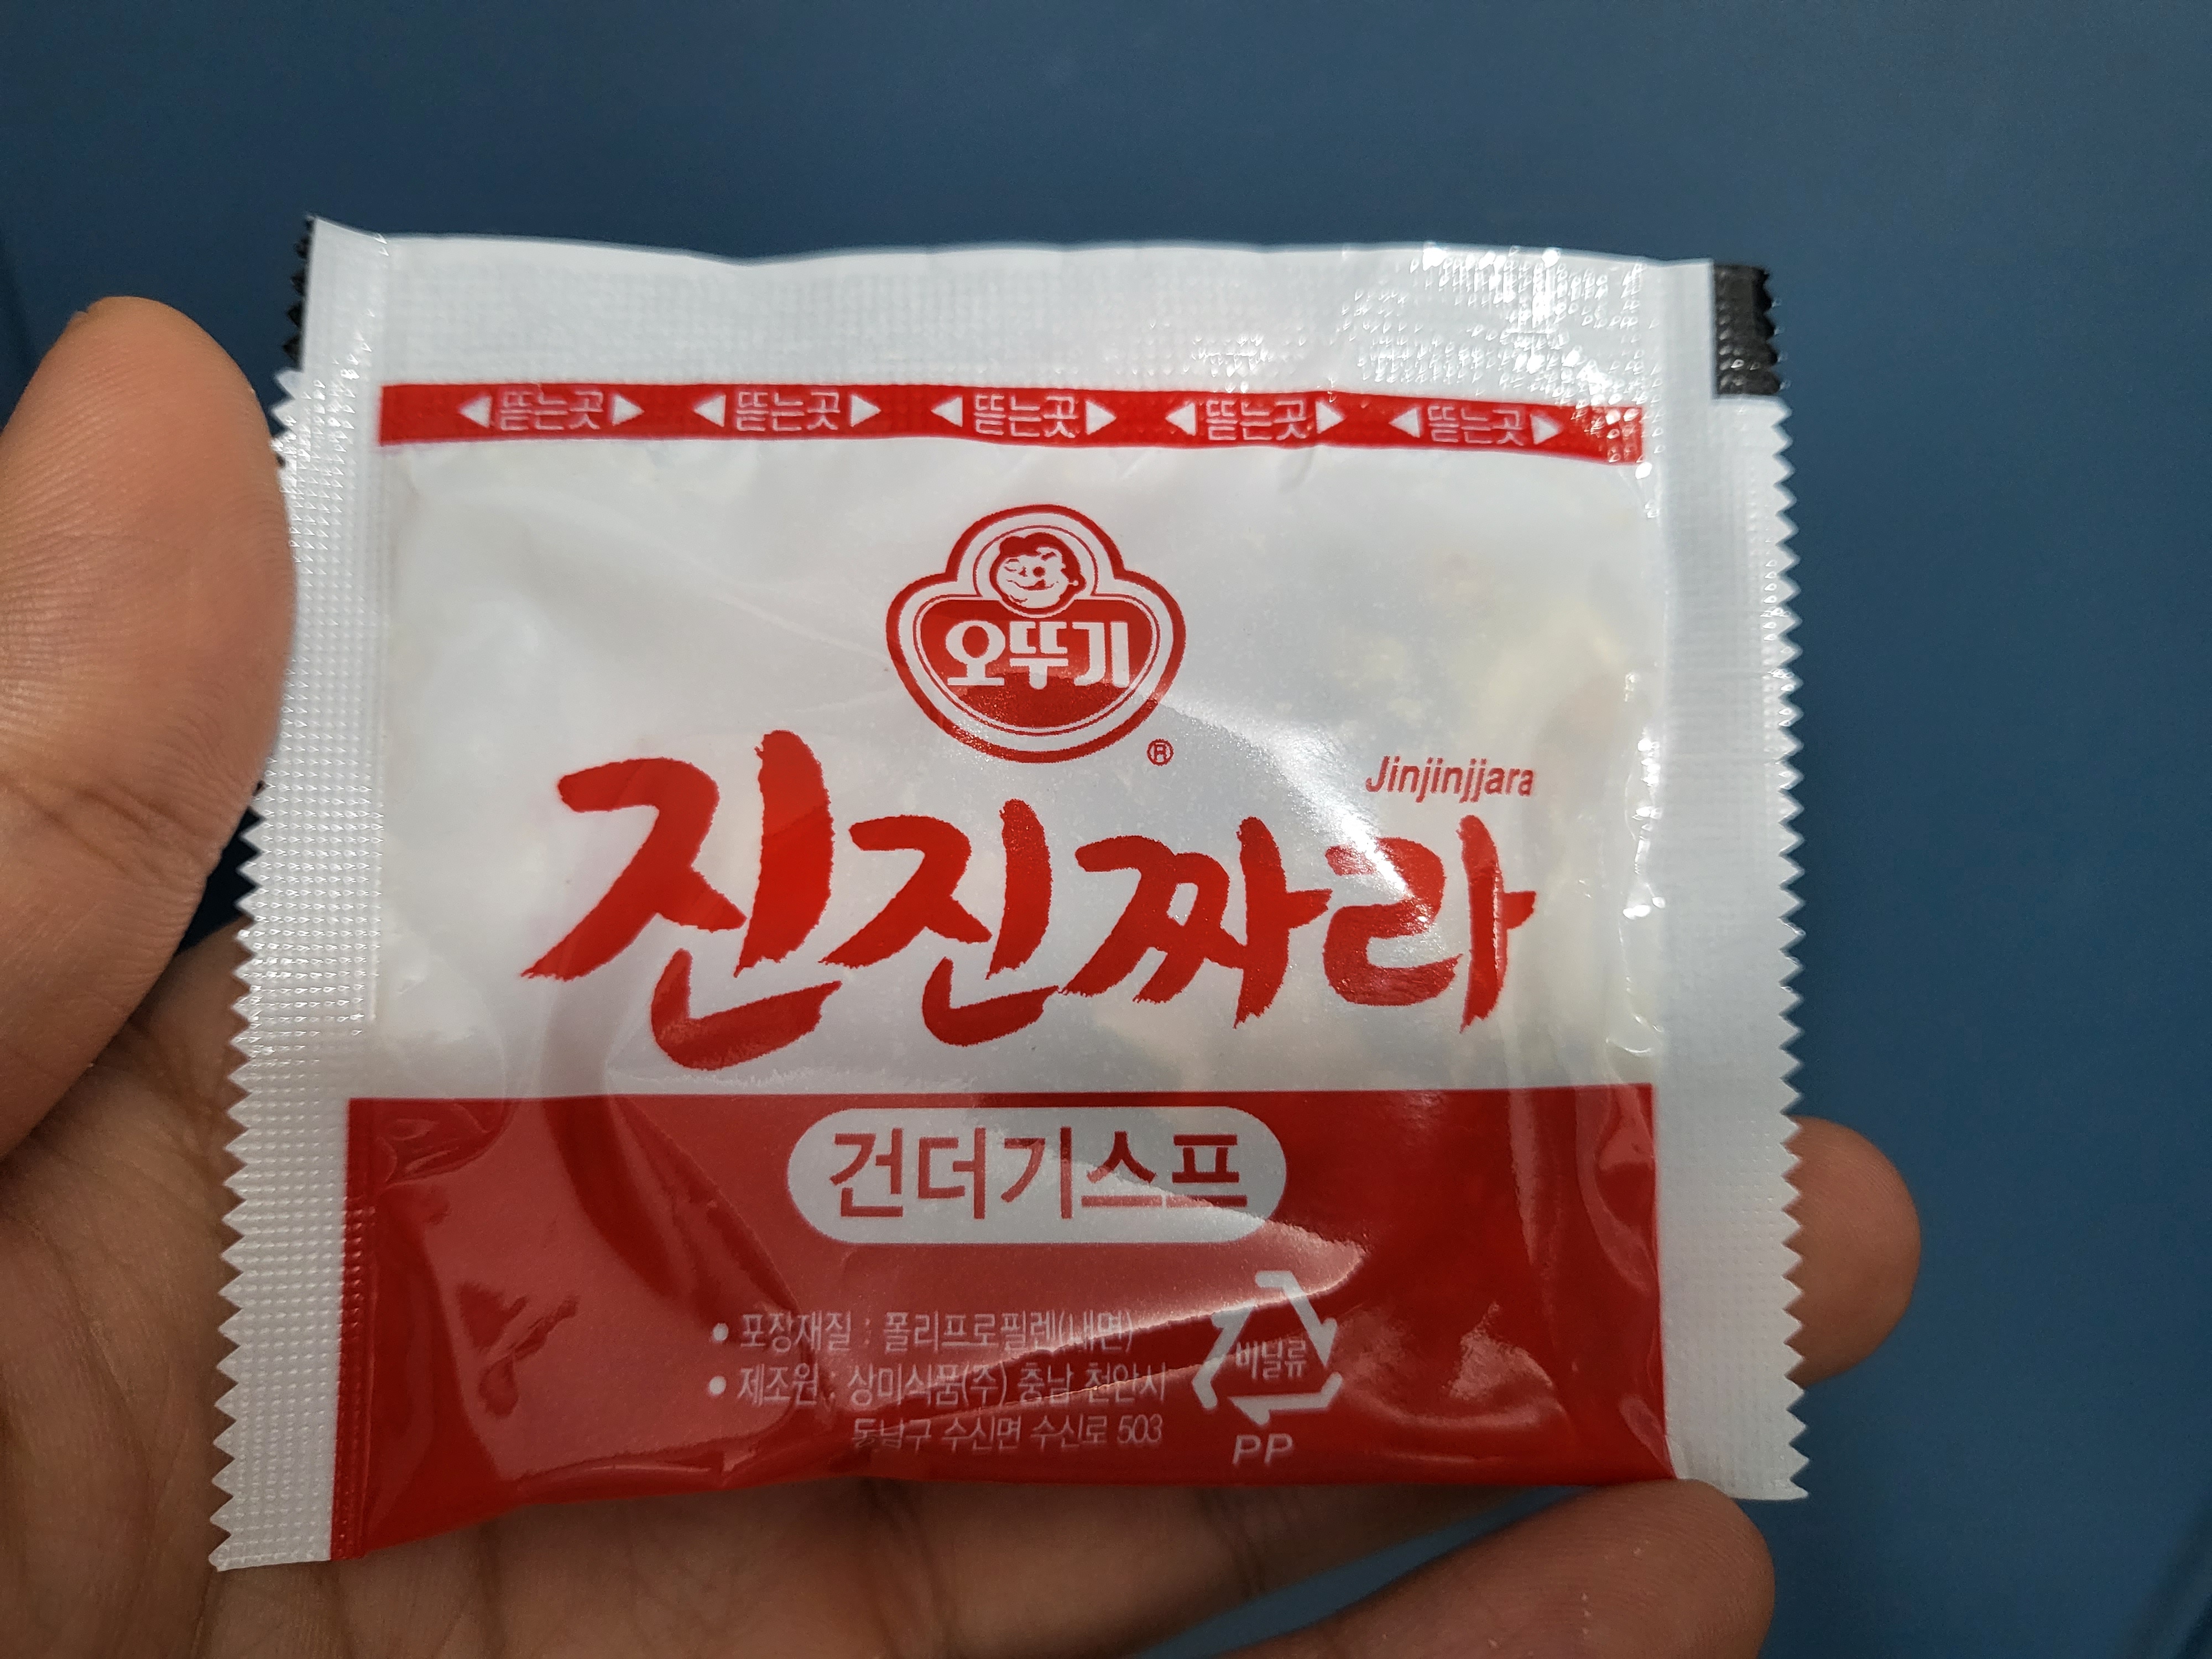 ◁뜯는곳▷ ◁뜯는곳▷ ◁뜯는곳▷ ◁뜯는곳▷ ◁뜯는곳▷
오뚜기
®
Jinjinjjara
진진짜라
건더기스프
• 포장재질 : 폴리프로필렌(내면)
• 제조원 : 상미식품(주) 충남 천안시
동남구 수신면 수신로 503
비닐류
PP